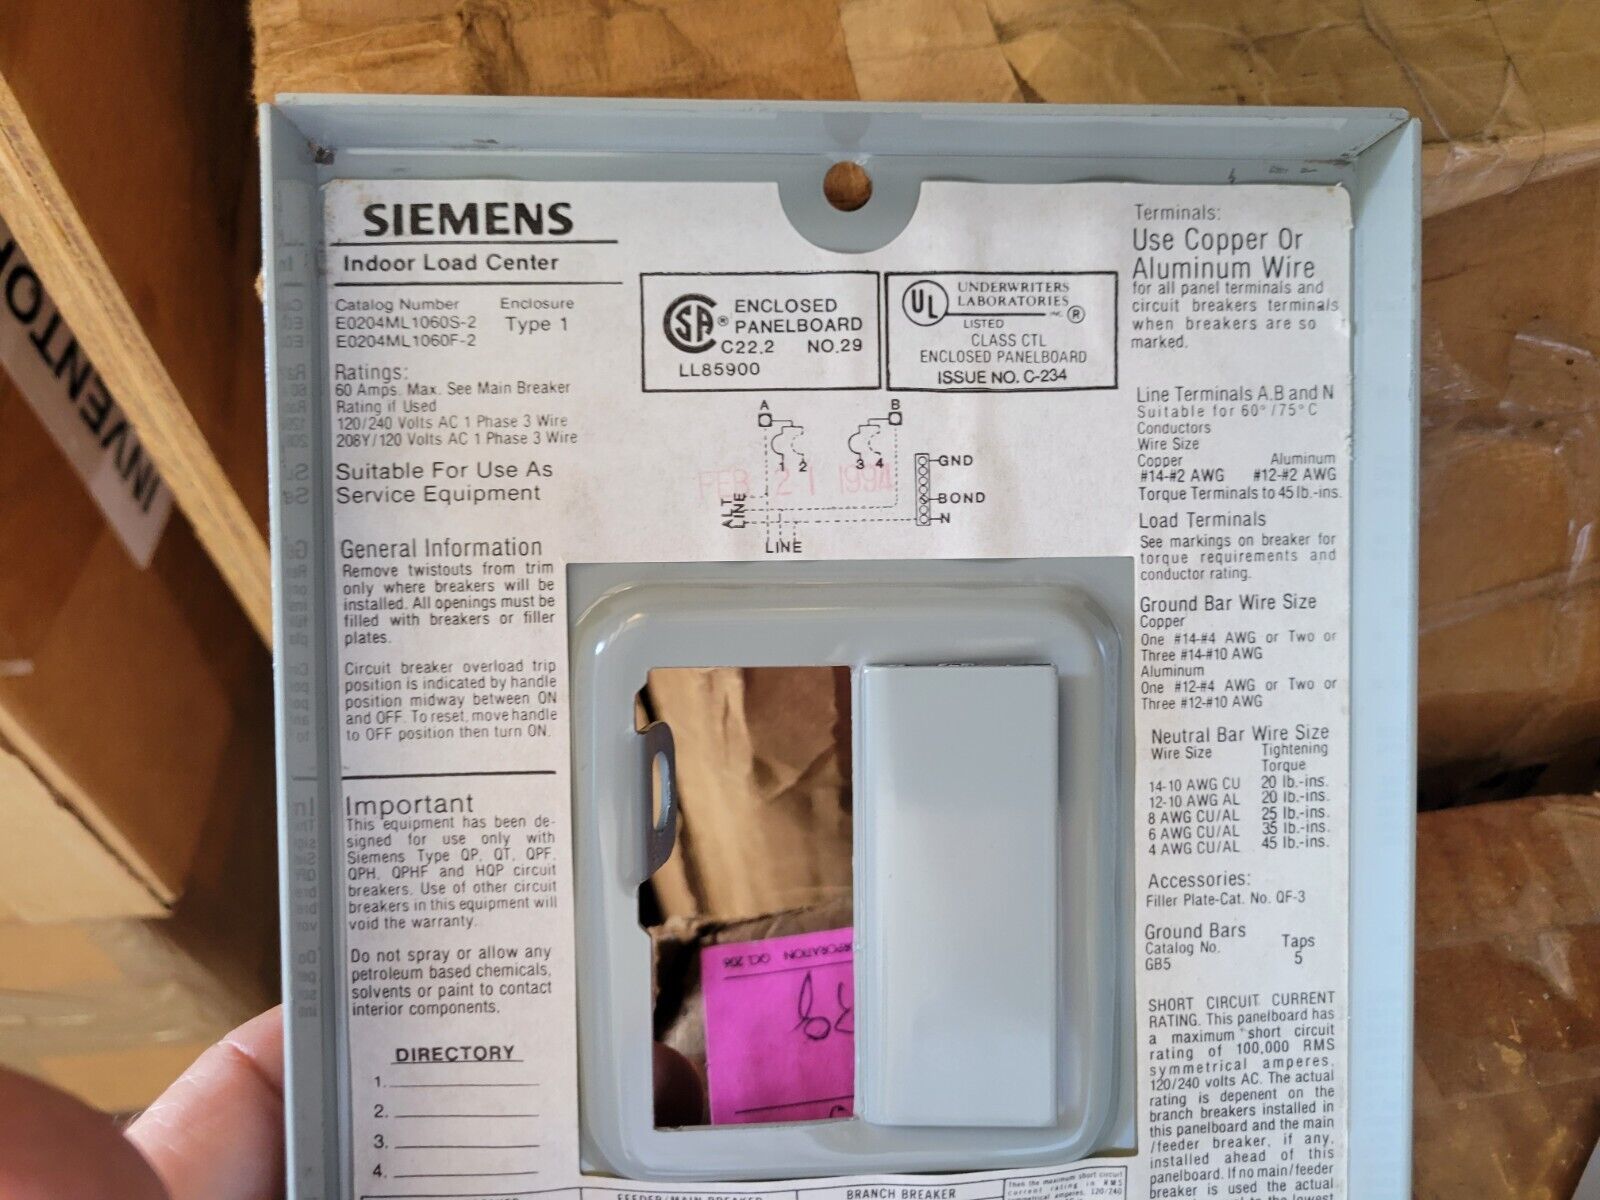 SIEMENS
Indoor Load Center
Catalog Number Enclosure
E0204ML1060S-2 Type 1
E0204ML1060F-2
Ratings:
60 Amps. Max. See Main Breaker
Rating if Used
120/240 Volts AC 1 Phase 3 Wire
208Y/120 Volts AC 1 Phase 3 Wire
Suitable For Use As
Service Equipment
General Information
Remove twistouts from trim
only where breakers will be
installed. All openings must be
filled with breakers or filler
plates.
Circuit breaker overload trip
position is indicated by handle
position midway between ON
and OFF. To reset, move handle
to OFF position then turn ON.
Important
This equipment has been de-
signed for use only with
Siemens Type QP, QT, QPF,
QPH, QPHF and HQP circuit
breakers. Use of other circuit
breakers in this equipment will
void the warranty.
Do not spray or allow any
petroleum based chemicals,
solvents or paint to contact
interior components.
DIRECTORY
1.
2.
3.
4.
SA ® ENCLOSED
PANELBOARD
C22.2 NO.29
LL85900
UL UNDERWRITERS
LABORATORIES
INC. ®
LISTED
CLASS CTL
ENCLOSED PANELBOARD
ISSUE NO. C-234
A B
1 2 3 4
GND
BOND
N
ALT
LINE
LINE
FEB 21 1994
Terminals:
Use Copper Or
Aluminum Wire
for all panel terminals and
circuit breakers terminals
when breakers are so
marked.
Line Terminals A,B and N
Suitable for 60°/75°C
Conductors
Wire Size
Copper Aluminum
#14-#2 AWG #12-#2 AWG
Torque Terminals to 45 lb.-ins.
Load Terminals
See markings on breaker for
torque requirements and
conductor rating.
Ground Bar Wire Size
Copper
One #14-#4 AWG or Two or
Three #14-#10 AWG
Aluminum
One #12-#4 AWG or Two or
Three #12-#10 AWG
Neutral Bar Wire Size
Wire Size Tightening
Torque
14-10 AWG CU 20 lb.-ins.
12-10 AWG AL 20 lb.-ins.
8 AWG CU/AL 25 lb.-ins.
6 AWG CU/AL 35 lb.-ins.
4 AWG CU/AL 45 lb.-ins.
Accessories:
Filler Plate-Cat. No. QF-3
Ground Bars
Catalog No. Taps
GB5 5
SHORT CIRCUIT CURRENT
RATING. This panelboard has
a maximum short circuit
rating of 100,000 RMS
symmetrical amperes,
120/240 volts AC. The actual
rating is depenent on the
branch breakers installed in
this panelboard and the main
/feeder breaker, if any,
installed ahead of this
panelboard. If no main/feeder
breaker is used the actual
FEEDER/MAIN BREAKER
BRANCH BREAKER
Then the maximum short circuit
current rating in RMS
symmetrical amperes, 120/240
INVENTO